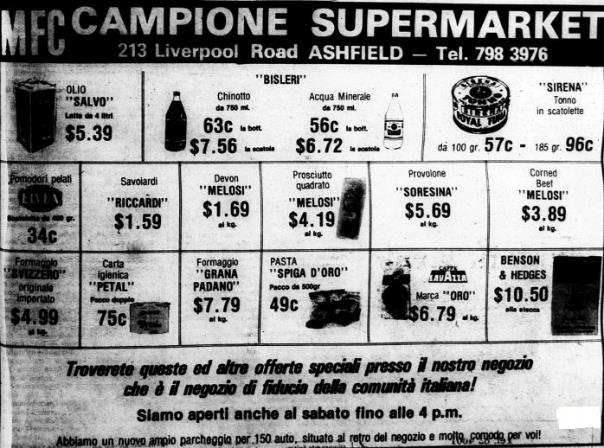 MFC CAMPIONE SUPERMARKET
213 Liverpool Road ASHFIELD — Tel. 798 3976
OLIO
"SALVO"
Latta da 4 litri
$5.39
"BISLERI"
Chinotto
da 750 ml.
63c la bott.
$7.56 la scatola
Acqua Minerale
da 750 ml.
56c la bott.
$6.72 la scatola
"SIRENA"
Tonno
in scatolette
da 100 gr. 57c - 185 gr. 96c
Pomodori pelati
Scatoletta da 400 gr.
34c
Savoiardi
"RICCARDI"
$1.59
Devon
"MELOSI"
$1.69
al kg.
Prosciutto
quadrato
"MELOSI"
$4.19
al kg.
Provolone
"SORESINA"
$5.69
al kg.
Corned
Beef
"MELOSI"
$3.89
al kg.
Formaggio
"SVIZZERO"
originale
importato
$4.99
al kg.
Carta
igienica
"PETAL"
Pacco doppio
75c
Formaggio
"GRANA
PADANO"
$7.79
al kg.
PASTA
"SPIGA D'ORO"
Pacco da 500gr
49c
CAFFE
LAVAZZA
Marca "ORO"
$6.79 al kg.
BENSON
& HEDGES
$10.50
alla stecca
Troverete queste ed altre offerte speciali presso il nostro negozio
che è il negozio di fiducia della comunità italiana!
Siamo aperti anche al sabato fino alle 4 p.m.
Abbiamo un nuovo ampio parcheggio per 150 auto, situato al retro del negozio e molto comodo per voi!